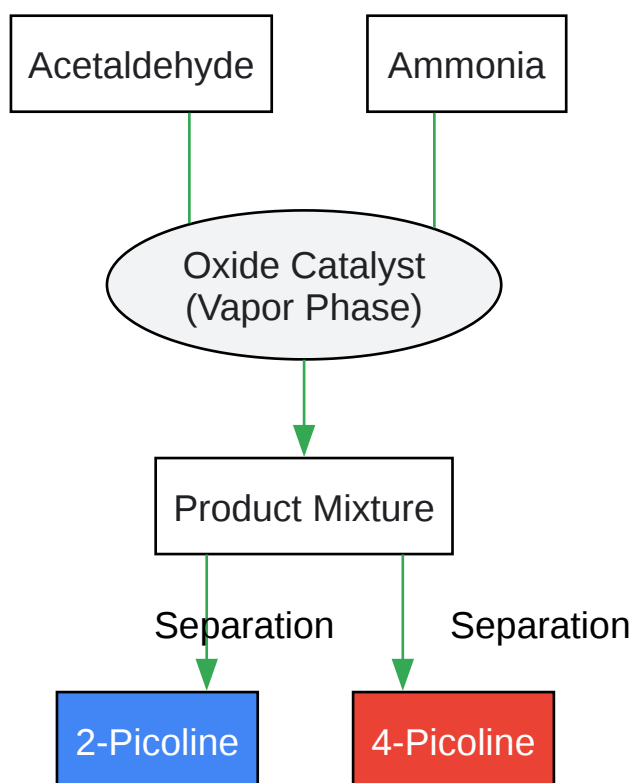 Acetaldehyde
Ammonia
Oxide Catalyst
(Vapor Phase)
Product Mixture
Separation
Separation
2-Picoline
4-Picoline